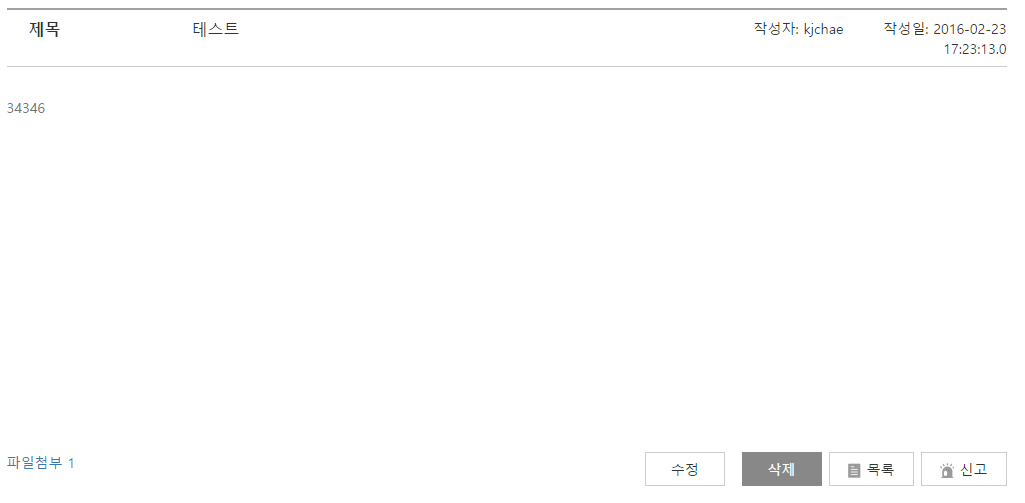 제목 테스트 작성자: kjchae 작성일: 2016-02-23
17:23:13.0
34346
파일첨부 1 수정 삭제 목록 신고